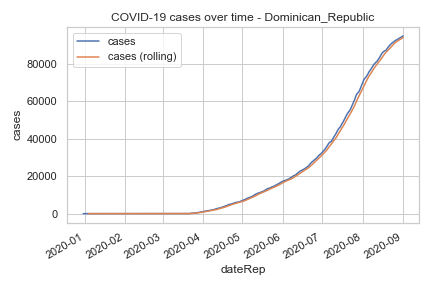 COVID-19 cases over time - Dominican_Republic
cases
cases (rolling)
80000
60000
40000
20000
0
cases
2020-01
2020-02
2020-03
2020-04
2020-05
2020-06
2020-07
2020-08
2020-09
dateRep